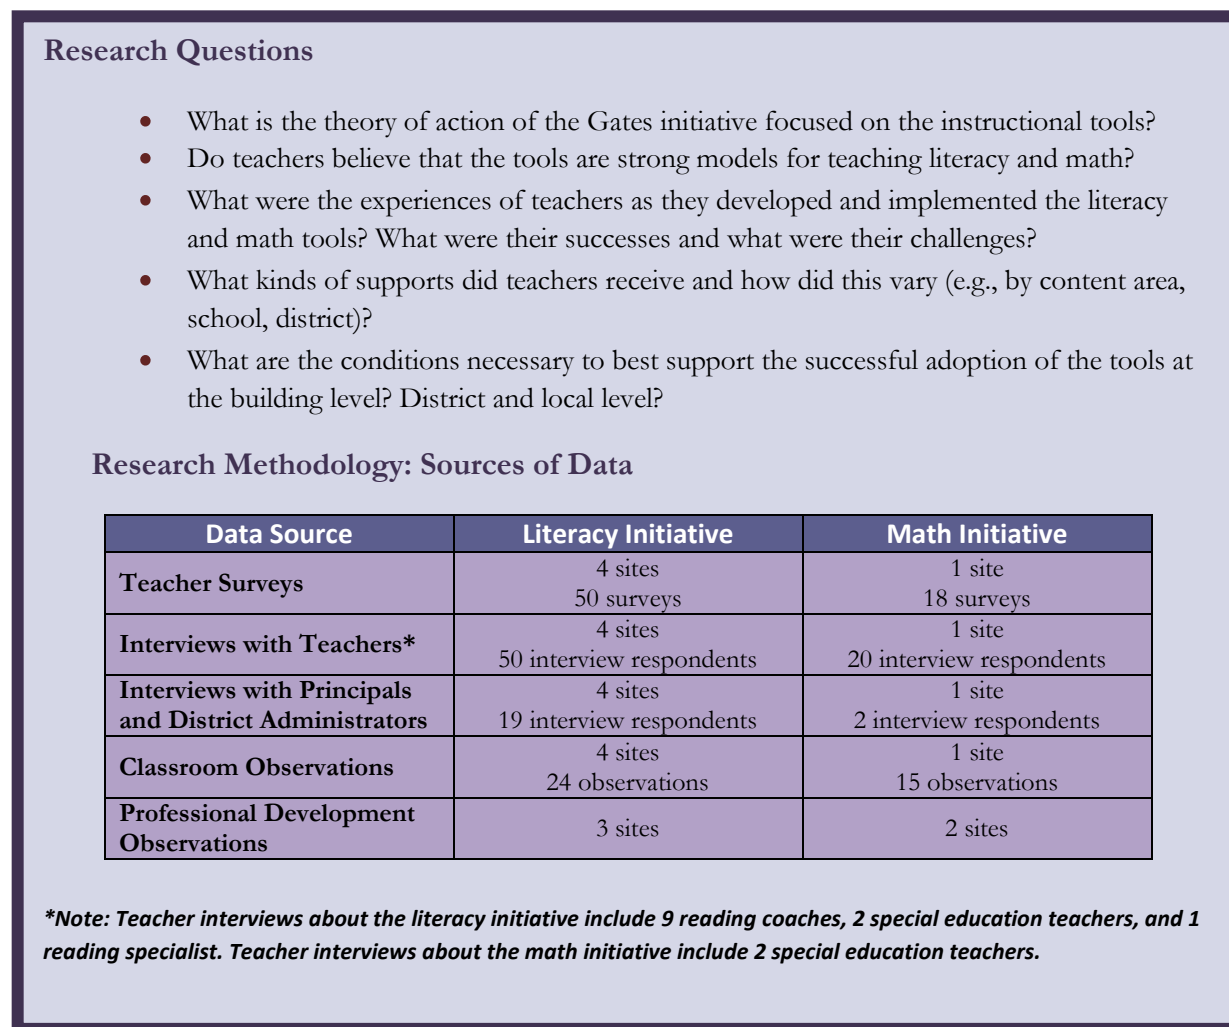 Research Questions
• What is the theory of action of the Gates initiative focused on the instructional tools?
• Do teachers believe that the tools are strong models for teaching literacy and math?
• What were the experiences of teachers as they developed and implemented the literacy
and math tools? What were their successes and what were their challenges?
• What kinds of supports did teachers receive and how did this vary (e.g., by content area,
school, district)?
• What are the conditions necessary to best support the successful adoption of the tools at
the building level? District and local level?
Research Methodology: Sources of Data
Data Source Literacy Initiative Math Initiative
Teacher Surveys
4 sites
50 surveys
1 site
18 surveys
Interviews with Teachers*
4 sites
50 interview respondents
1 site
20 interview respondents
Interviews with Principals
and District Administrators
4 sites
19 interview respondents
1 site
2 interview respondents
Classroom Observations
4 sites
24 observations
1 site
15 observations
Professional Development
Observations
3 sites
2 sites
*Note: Teacher interviews about the literacy initiative include 9 reading coaches, 2 special education teachers, and 1
reading specialist. Teacher interviews about the math initiative include 2 special education teachers.